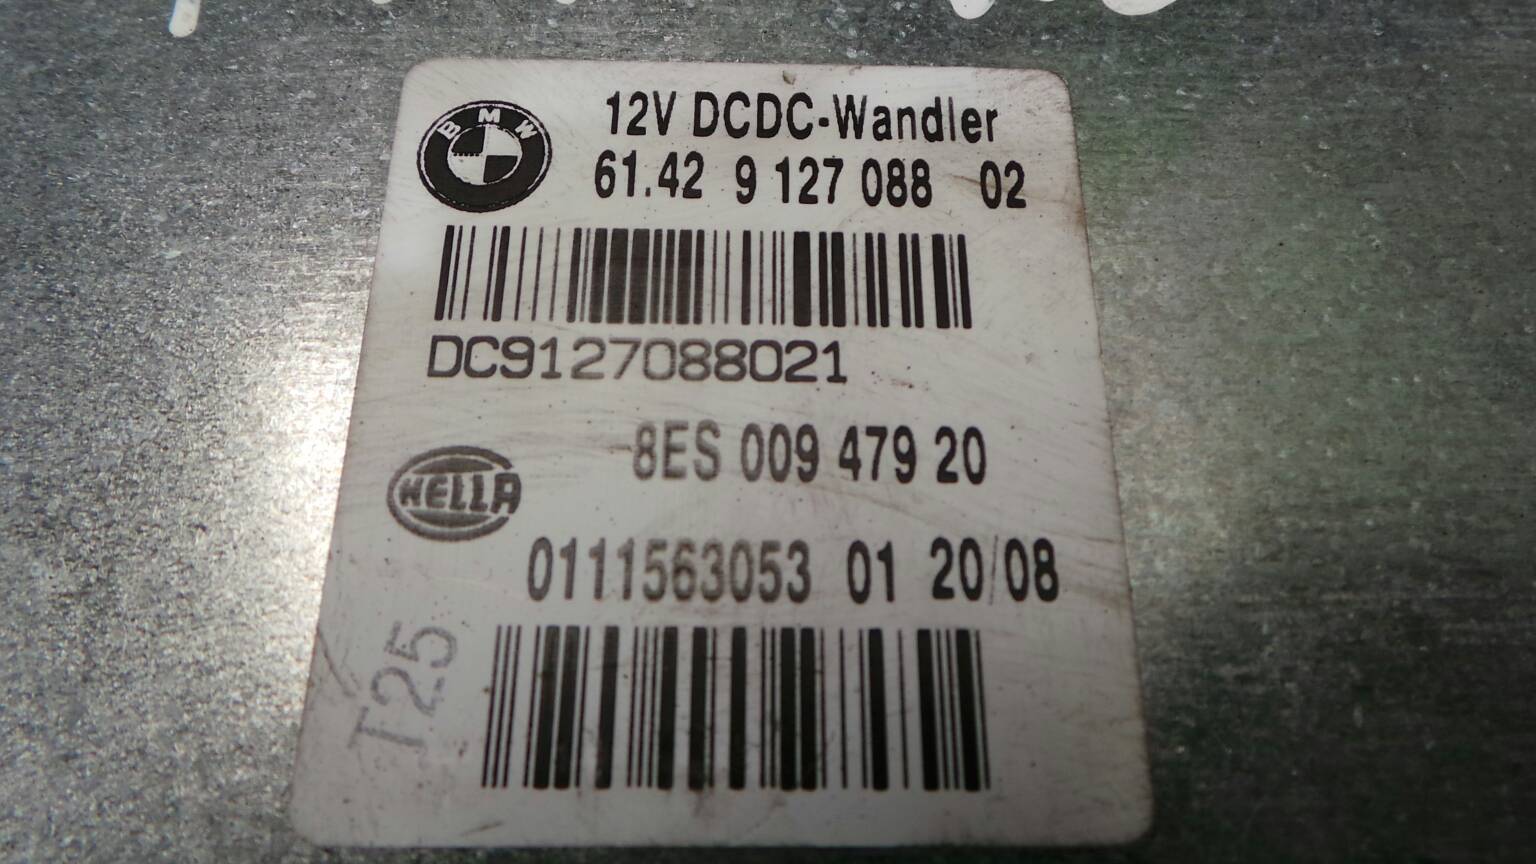 BMW
12V DCDC-Wandler
61.42 9 127 088 02
DC9127088021
8ES 009 479 20
HELLA
0111563053 01 20/08
T25